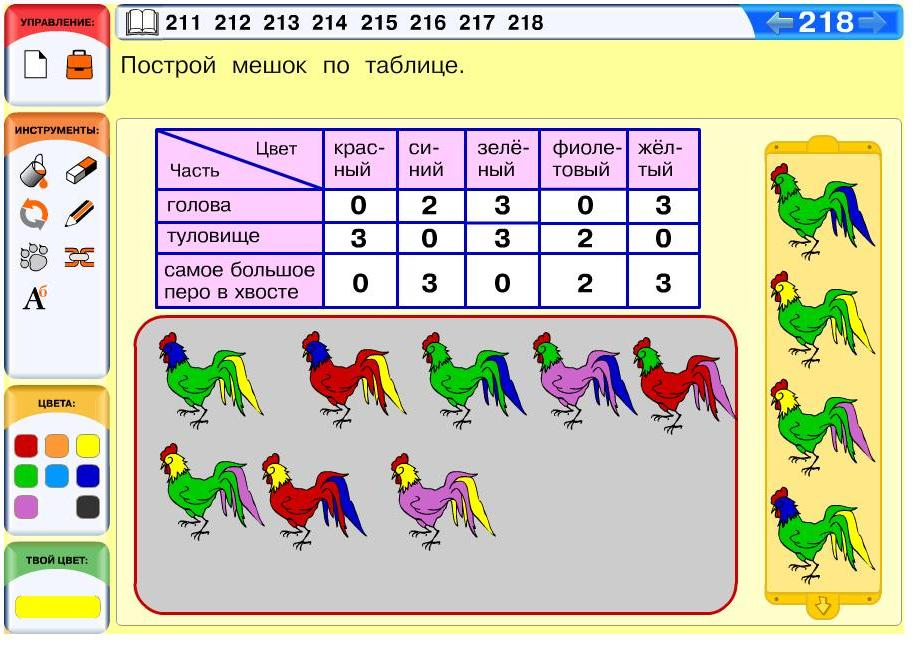 УПРАВЛЕНИЕ:
211 212 213 214 215 216 217 218
218
Построй мешок по таблице.
ИНСТРУМЕНТЫ:
Аб
ЦВЕТА:
ТВОЙ ЦВЕТ:
Цвет
Часть
крас-
ный
си-
ний
зелё-
ный
фиоле-
товый
жёл-
тый
голова 0 2 3 0 3
туловище 3 0 3 2 0
самое большое
перо в хвосте 0 3 0 2 3